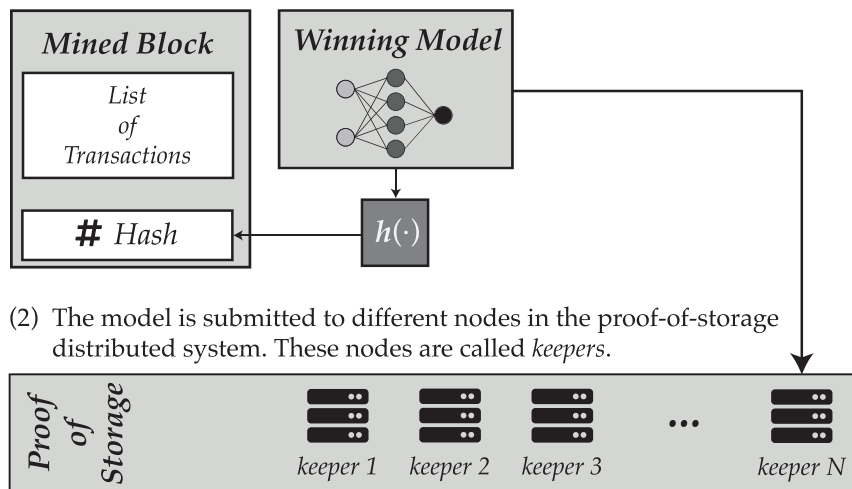 Mined Block
List
of
Transactions
# Hash
Winning Model
h(·)
(2) The model is submitted to different nodes in the proof-of-storage
distributed system. These nodes are called keepers.
Proof
of
Storage
keeper 1
keeper 2
keeper 3
...
keeper N